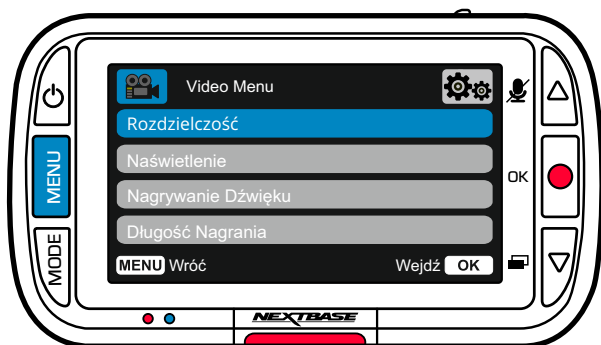 Video Menu
Rozdzielczość
Naświetlenie
Nagrywanie Dźwięku
Długość Nagrania
MENU Wróć
Wejdź OK
MENU
MODE
OK
NEXTBASE